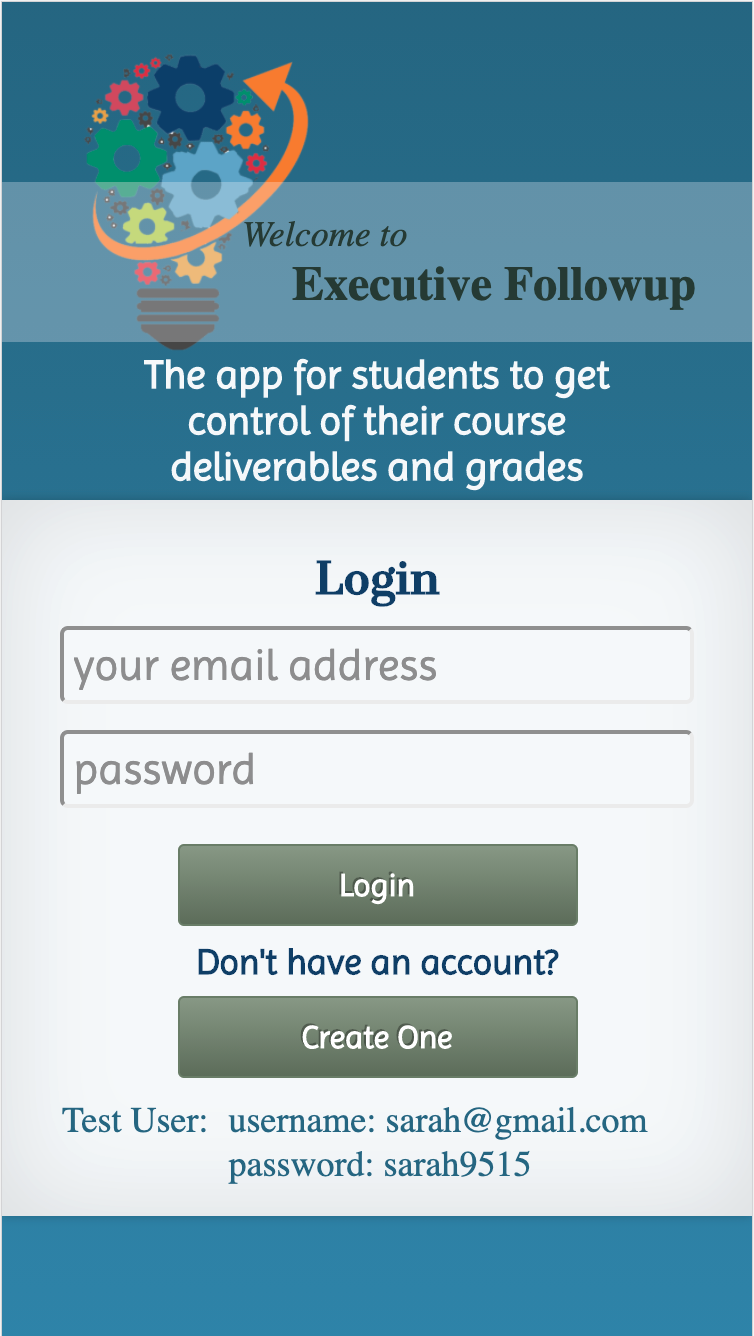 Welcome to
Executive Followup
The app for students to get
control of their course
deliverables and grades
Login
your email address
password
Login
Don't have an account?
Create One
Test User: username: sarah@gmail.com
password: sarah9515